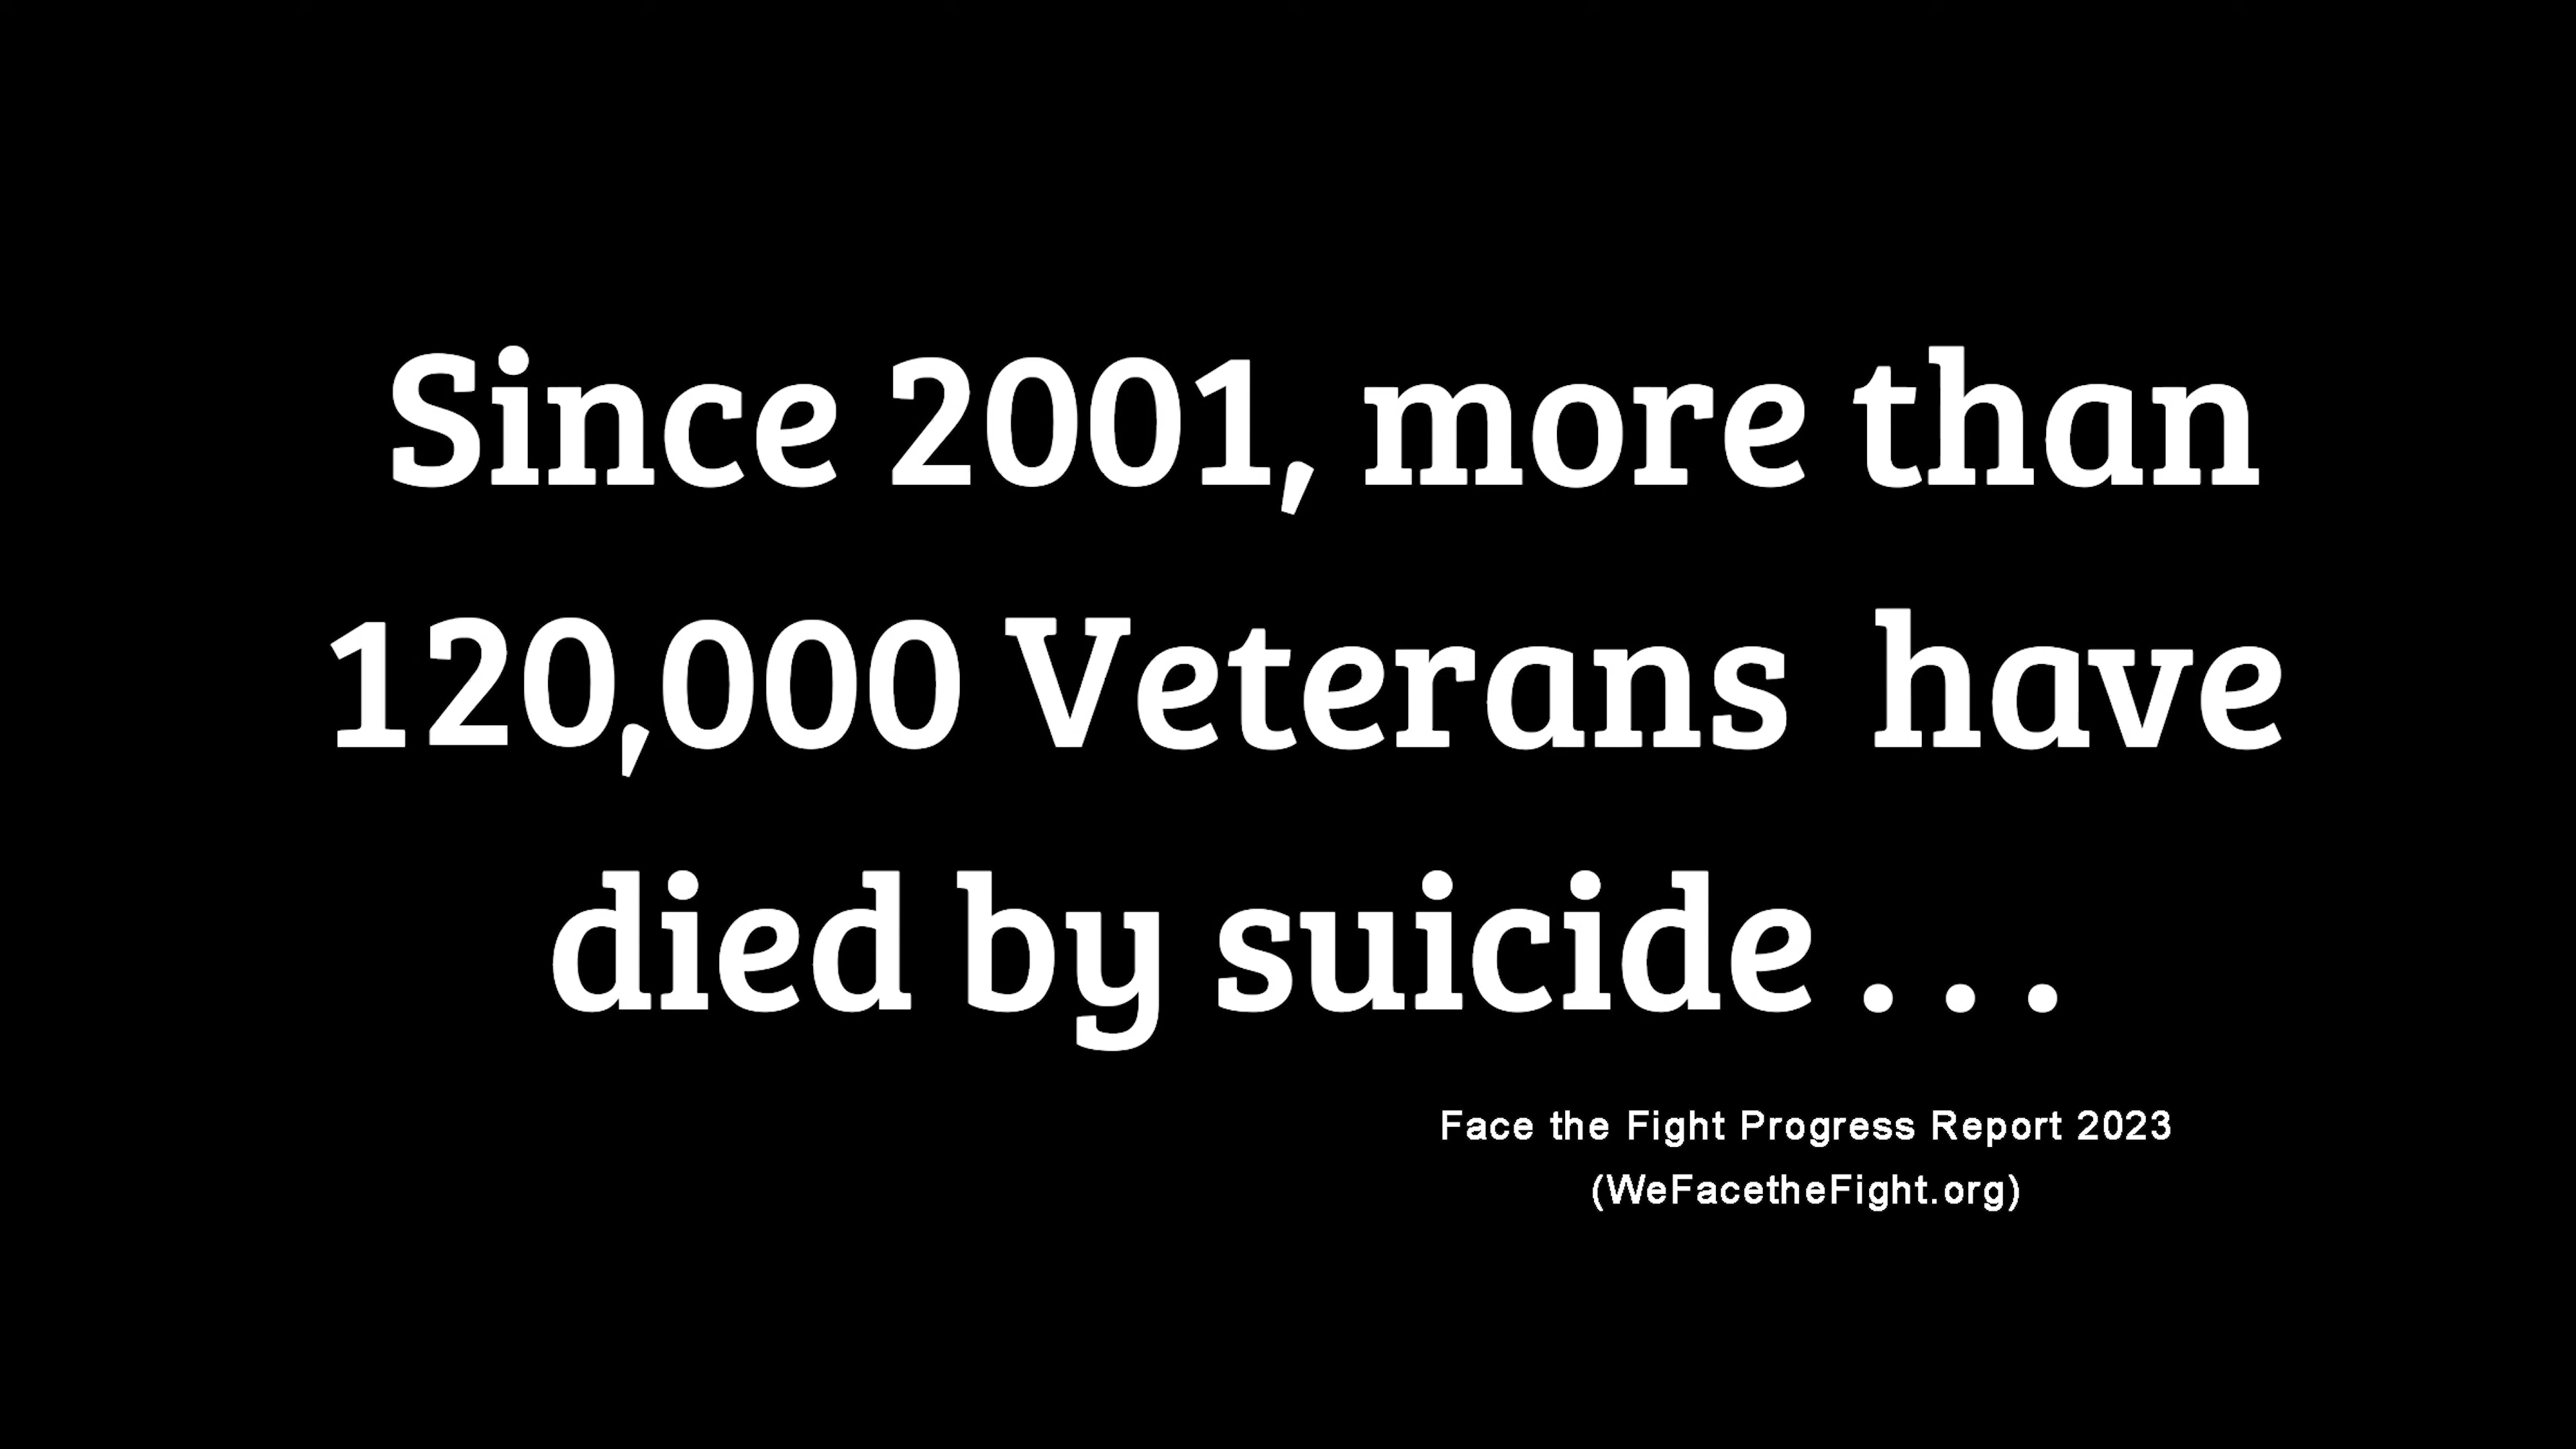 Since 2001, more than
120,000 Veterans  have
died by suicide . . .
Face the Fight Progress Report 2023
(WeFacetheFight.org)